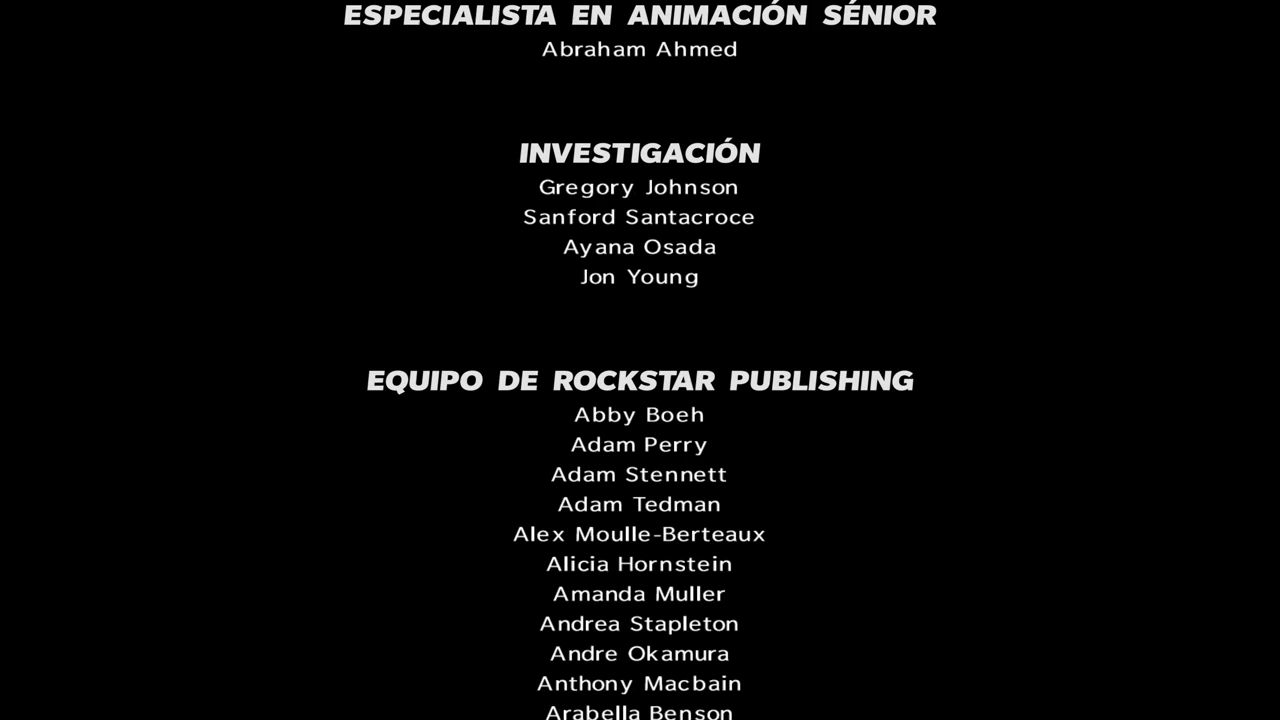 ESPECIALISTA EN ANIMACIÓN SÉNIOR
Abraham Ahmed
INVESTIGACIÓN
Gregory Johnson
Sanford Santacroce
Ayana Osada
Jon Young
EQUIPO DE ROCKSTAR PUBLISHING
Abby Boeh
Adam Perry
Adam Stennett
Adam Tedman
Alex Moulle-Berteaux
Alicia Hornstein
Amanda Muller
Andrea Stapleton
Andre Okamura
Anthony Macbain
Arabella Benson